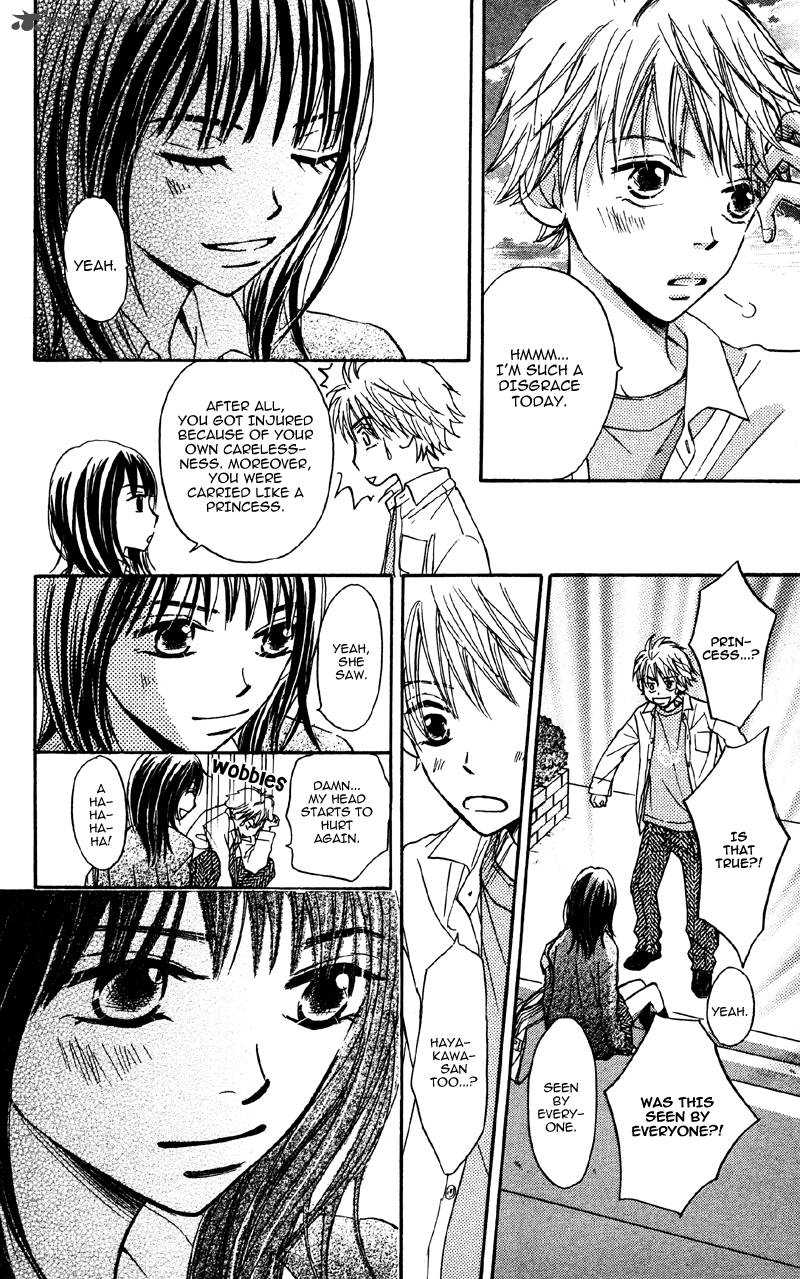 HMMM...
I'M SUCH A
DISGRACE
TODAY.
YEAH.
AFTER ALL,
YOU GOT INJURED
BECAUSE OF YOUR
OWN CARELESS-
NESS. MOREOVER,
YOU WERE
CARRIED LIKE A
PRINCESS.
PRIN-
CESS...?
IS
THAT
TRUE?!
YEAH.
WAS THIS
SEEN BY
EVERYONE?!
SEEN
BY
EVERY-
ONE.
HAYA-
KAWA-
SAN
TOO...?
YEAH,
SHE
SAW.
DAMN...
MY HEAD
STARTS TO
HURT
AGAIN.
wobbies
A
HA-
HA-
HA-
HA!